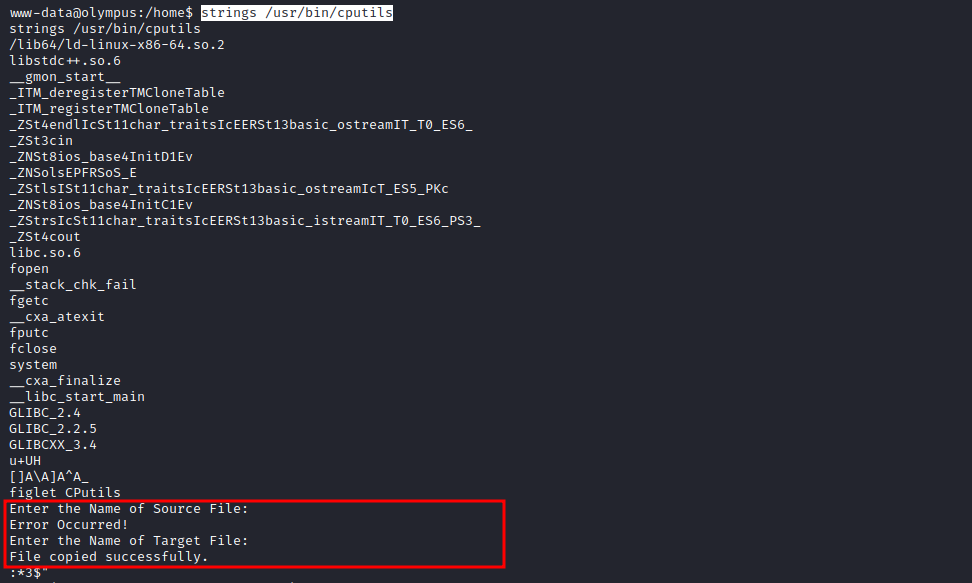 www-data@olympus:/home$ strings /usr/bin/cputils
strings /usr/bin/cputils
/lib64/ld-linux-x86-64.so.2
libstdc++.so.6
__gmon_start__
_ITM_deregisterTMCloneTable
_ITM_registerTMCloneTable
_ZSt4endlIcSt11char_traitsIcEERSt13basic_ostreamIT_T0_ES6_
_ZSt3cin
_ZNSt8ios_base4InitD1Ev
_ZNSolsEPFRSoS_E
_ZStlsISt11char_traitsIcEERSt13basic_ostreamIcT_ES5_PKc
_ZNSt8ios_base4InitC1Ev
_ZStrsIcSt11char_traitsIcEERSt13basic_istreamIT_T0_ES6_PS3_
_ZSt4cout
libc.so.6
fopen
__stack_chk_fail
fgetc
__cxa_atexit
fputc
fclose
system
__cxa_finalize
__libc_start_main
GLIBC_2.4
GLIBC_2.2.5
GLIBCXX_3.4
u+UH
[]A\A]A^A_
figlet CPutils
Enter the Name of Source File:
Error Occurred!
Enter the Name of Target File:
File copied successfully.
:*3$"